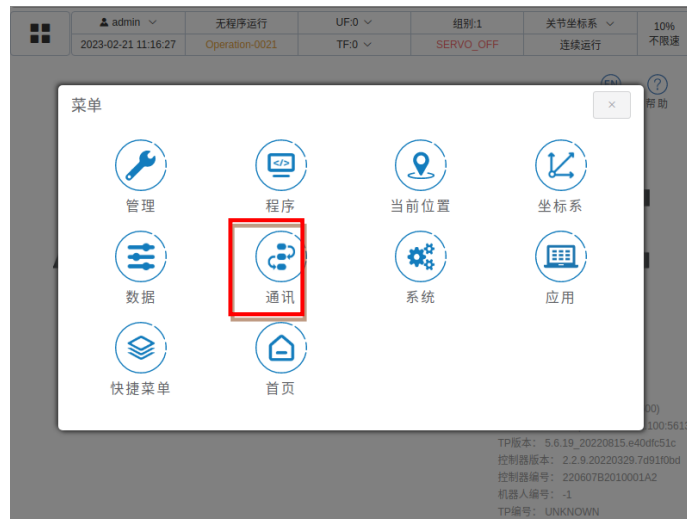 admin 无程序运行 UF:0 组别:1 关节坐标系 10%
2023-02-21 11:16:27 Operation-0021 TF:0 SERVO_OFF 连续运行 不限速
EN ?
帮助
菜单 ×
管理 程序 当前位置 坐标系
数据 通讯 系统 应用
快捷菜单 首页
00)
.100:5613
TP版本： 5.6.19_20220815.e40dfc51c
控制器版本： 2.2.9.20220329.7d91f0bd
控制器编号： 220607B2010001A2
机器人编号： -1
TP编号： UNKNOWN